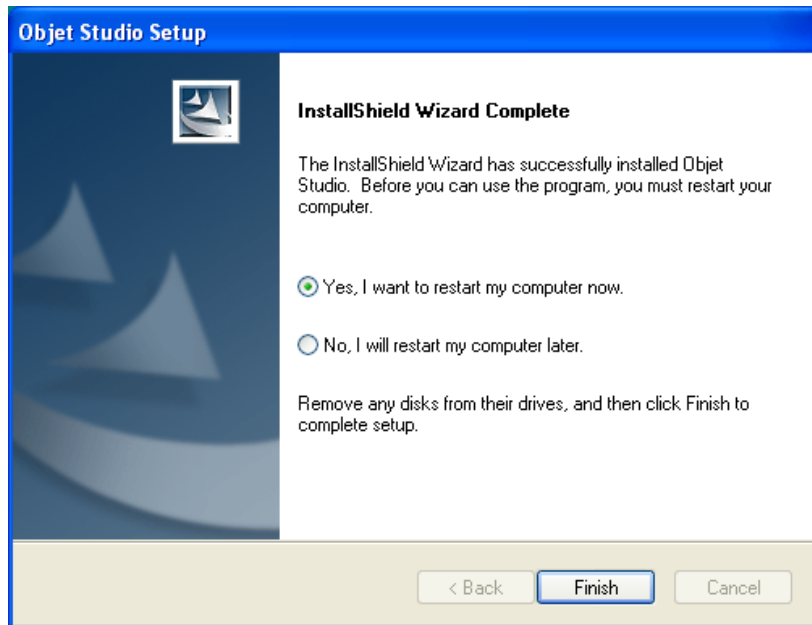 Objet Studio Setup
InstallShield Wizard Complete
The InstallShield Wizard has successfully installed Objet
Studio. Before you can use the program, you must restart your
computer.
Yes, I want to restart my computer now.
No, I will restart my computer later.
Remove any disks from their drives, and then click Finish to
complete setup.
< Back Finish Cancel